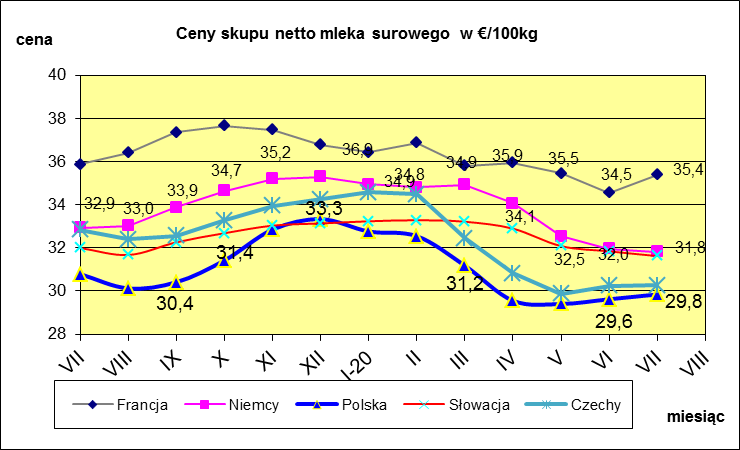 Ceny skupu netto mleka surowego w €/100kg
cena
40
38
36
34
32
30
28
36,9
35,9
35,5
34,5
35,4
32,9
33,0
33,9
34,7
35,2
34,9
34,8
34,9
34,1
32,5
32,0
31,8
30,4
31,4
33,3
31,2
29,6
29,8
VII
VIII
IX
X
XI
XII
I-20
II
III
IV
V
VI
VII
VIII
Francja Niemcy Polska Słowacja Czechy
miesiąc